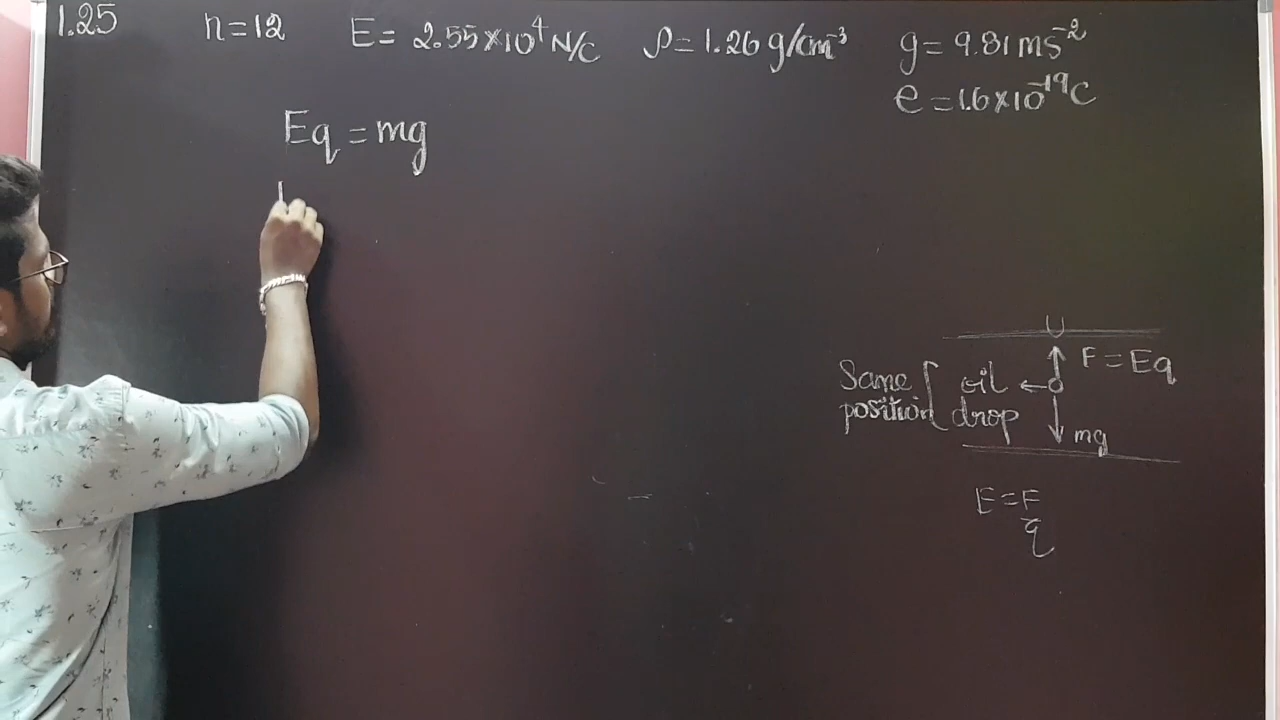 1.25 n=12 E= 2.55×10⁴ N/C ρ=1.26 g/cm⁻³ g=9.81 ms⁻²
e=1.6×10⁻¹⁹C
Eq=mg
F=Eq
Same oil
position drop
mg
E=F
q